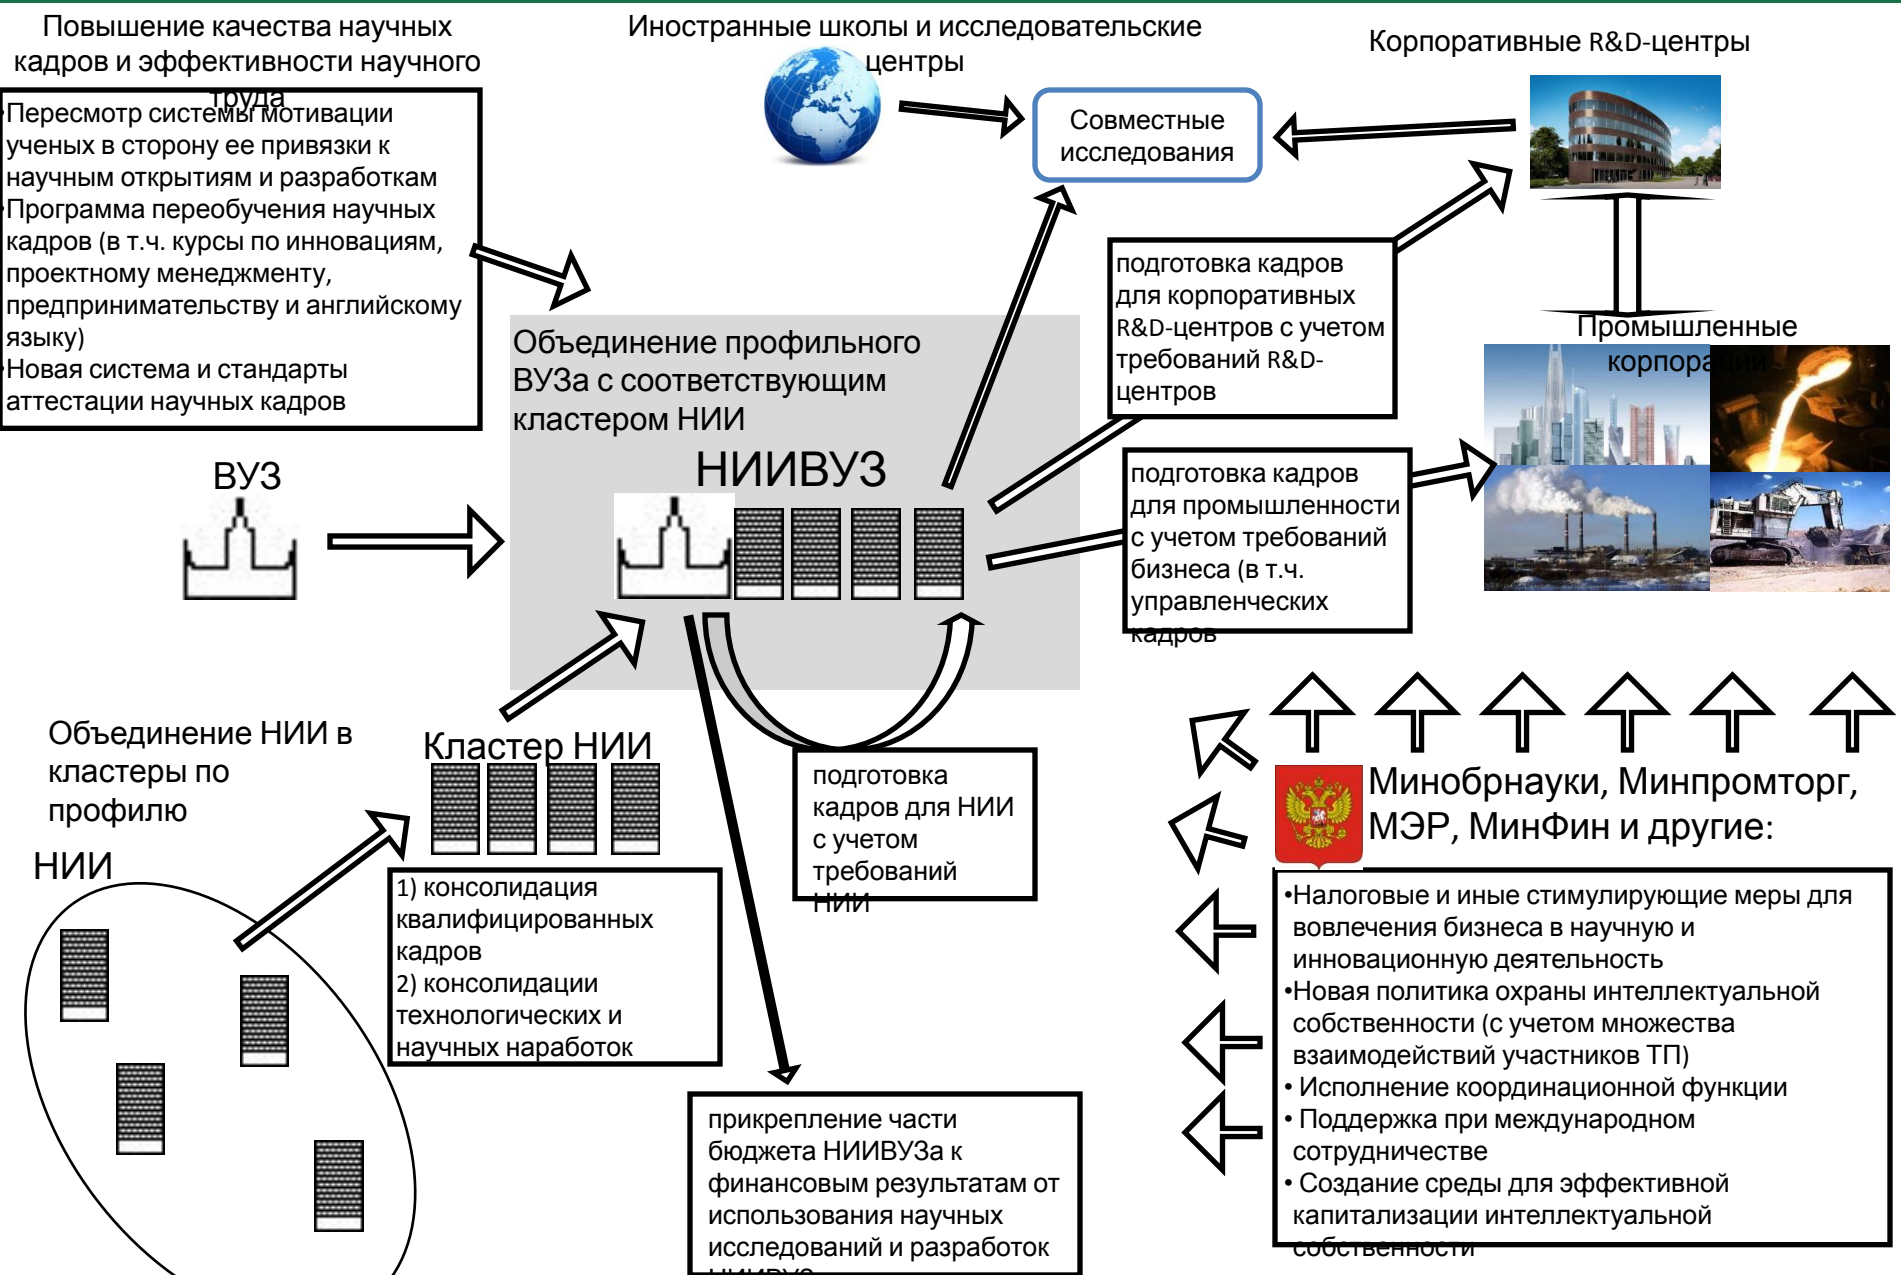 Повышение качества научных
кадров и эффективности научного
труда
•Пересмотр системы мотивации
ученых в сторону ее привязки к
научным открытиям и разработкам
•Программа переобучения научных
кадров (в т.ч. курсы по инновациям,
проектному менеджменту,
предпринимательству и английскому
языку)
•Новая система и стандарты
аттестации научных кадров
Иностранные школы и исследовательские
центры
Корпоративные R&D-центры
Совместные
исследования
подготовка кадров
для корпоративных
R&D-центров с учетом
требований R&D-
центров
Промышленные
корпорации
Объединение профильного
ВУЗа с соответствующим
кластером НИИ
НИИВУЗ
ВУЗ
подготовка кадров
для промышленности
с учетом требований
бизнеса (в т.ч.
управленческих
кадров
Объединение НИИ в
кластеры по
профилю
Кластер НИИ
НИИ
1) консолидация
квалифицированных
кадров
2) консолидации
технологических и
научных наработок
подготовка
кадров для НИИ
с учетом
требований
НИИ
прикрепление части
бюджета НИИВУЗа к
финансовым результатам от
использования научных
исследований и разработок
Минобрнауки, Минпромторг,
МЭР, МинФин и другие:
•Налоговые и иные стимулирующие меры для
вовлечения бизнеса в научную и
инновационную деятельность
•Новая политика охраны интеллектуальной
собственности (с учетом множества
взаимодействий участников ТП)
• Исполнение координационной функции
• Поддержка при международном
сотрудничестве
• Создание среды для эффективной
капитализации интеллектуальной
собственности